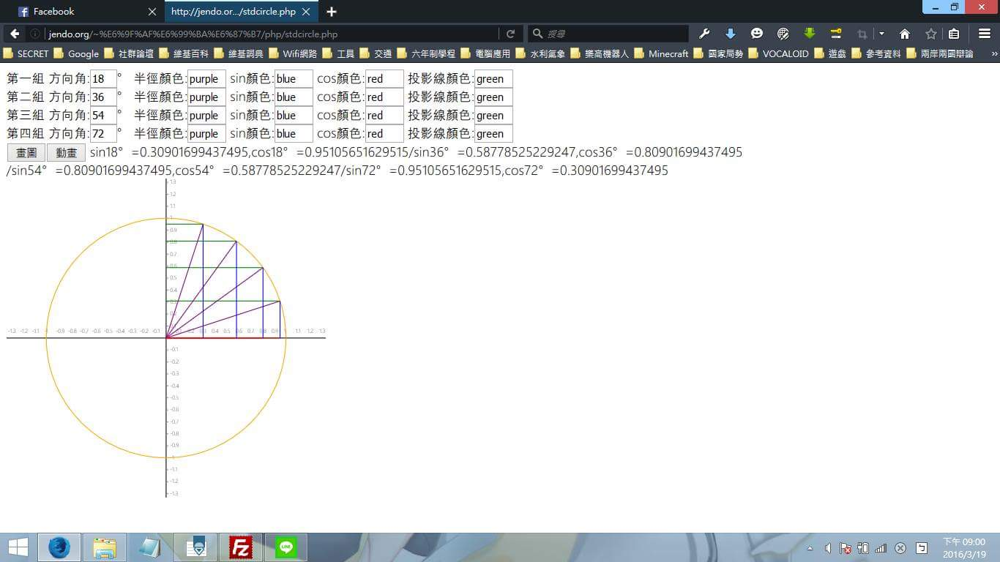 Facebook
http://jendo.or.../stdcircle.php
jendo.org/~%E6%9F%AF%E6%99%BA%E6%87%B7/php/stdcircle.php
搜尋
SECRET Google 社群論壇 維基百科 維基詞典 Wifi網路 工具 交通 六年制學程 電腦應用 水利氣象 樂高機器人 Minecraft 國家局勢 VOCALOID 遊戲 參考資料 兩岸兩國辯論 »
第一組 方向角:18° 半徑顏色:purple sin顏色:blue cos顏色:red 投影線顏色:green
第二組 方向角:36° 半徑顏色:purple sin顏色:blue cos顏色:red 投影線顏色:green
第三組 方向角:54° 半徑顏色:purple sin顏色:blue cos顏色:red 投影線顏色:green
第四組 方向角:72° 半徑顏色:purple sin顏色:blue cos顏色:red 投影線顏色:green
畫圖 動畫 sin18° =0.30901699437495,cos18° =0.95105651629515/sin36° =0.58778525229247,cos36° =0.80901699437495
/sin54° =0.80901699437495,cos54° =0.58778525229247/sin72° =0.95105651629515,cos72° =0.30901699437495
1.3
1.2
1.1
1
0.9
0.8
0.7
0.6
0.5
0.4
0.3
0.2
-1.3 -1.2 -1.1 -0.9 -0.8 -0.7 -0.6 -0.5 -0.4 -0.3 -0.2 -0.1 0.2 0.3 0.4 0.5 0.6 0.7 0.8 0.9 1 1.1 1.2 1.3
-0.1
-0.2
-0.3
-0.4
-0.5
-0.6
-0.7
-0.8
-0.9
-1
-1.1
-1.2
-1.3
LINE
下午 09:00
2016/3/19